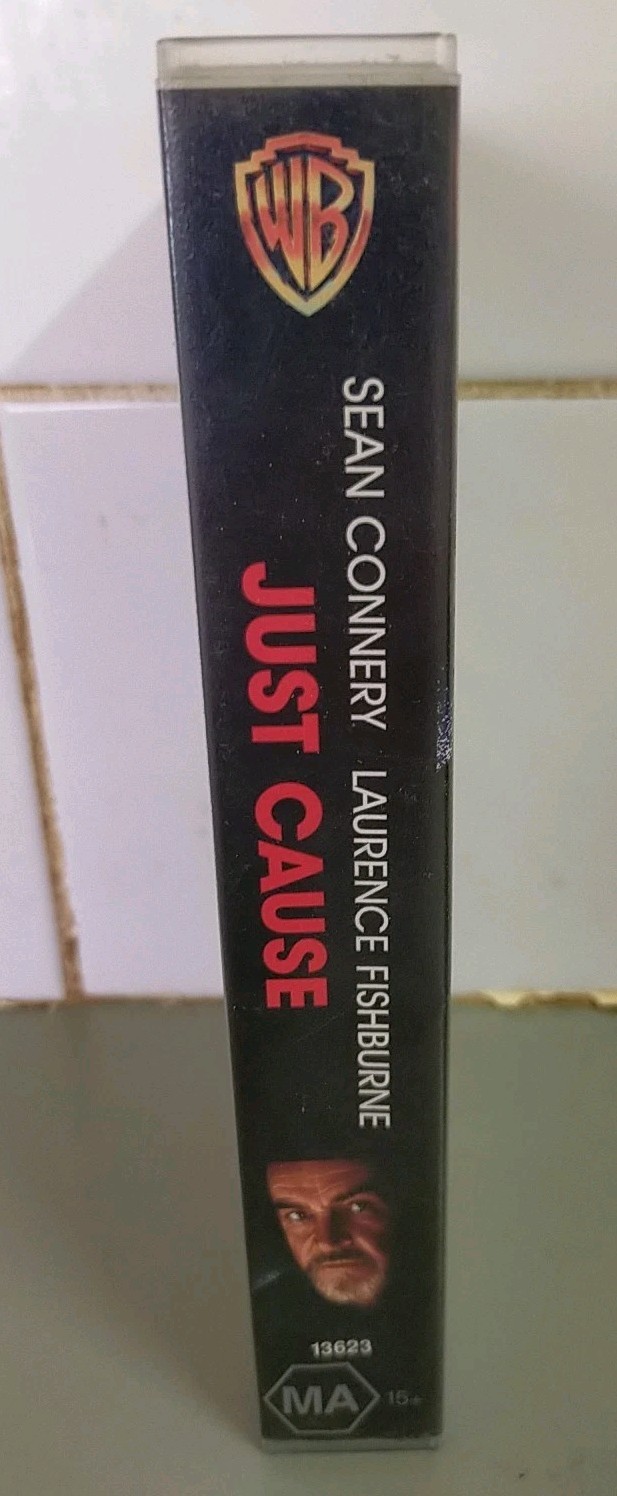 WB
SEAN CONNERY LAURENCE FISHBURNE
JUST CAUSE
13623
MA 15+